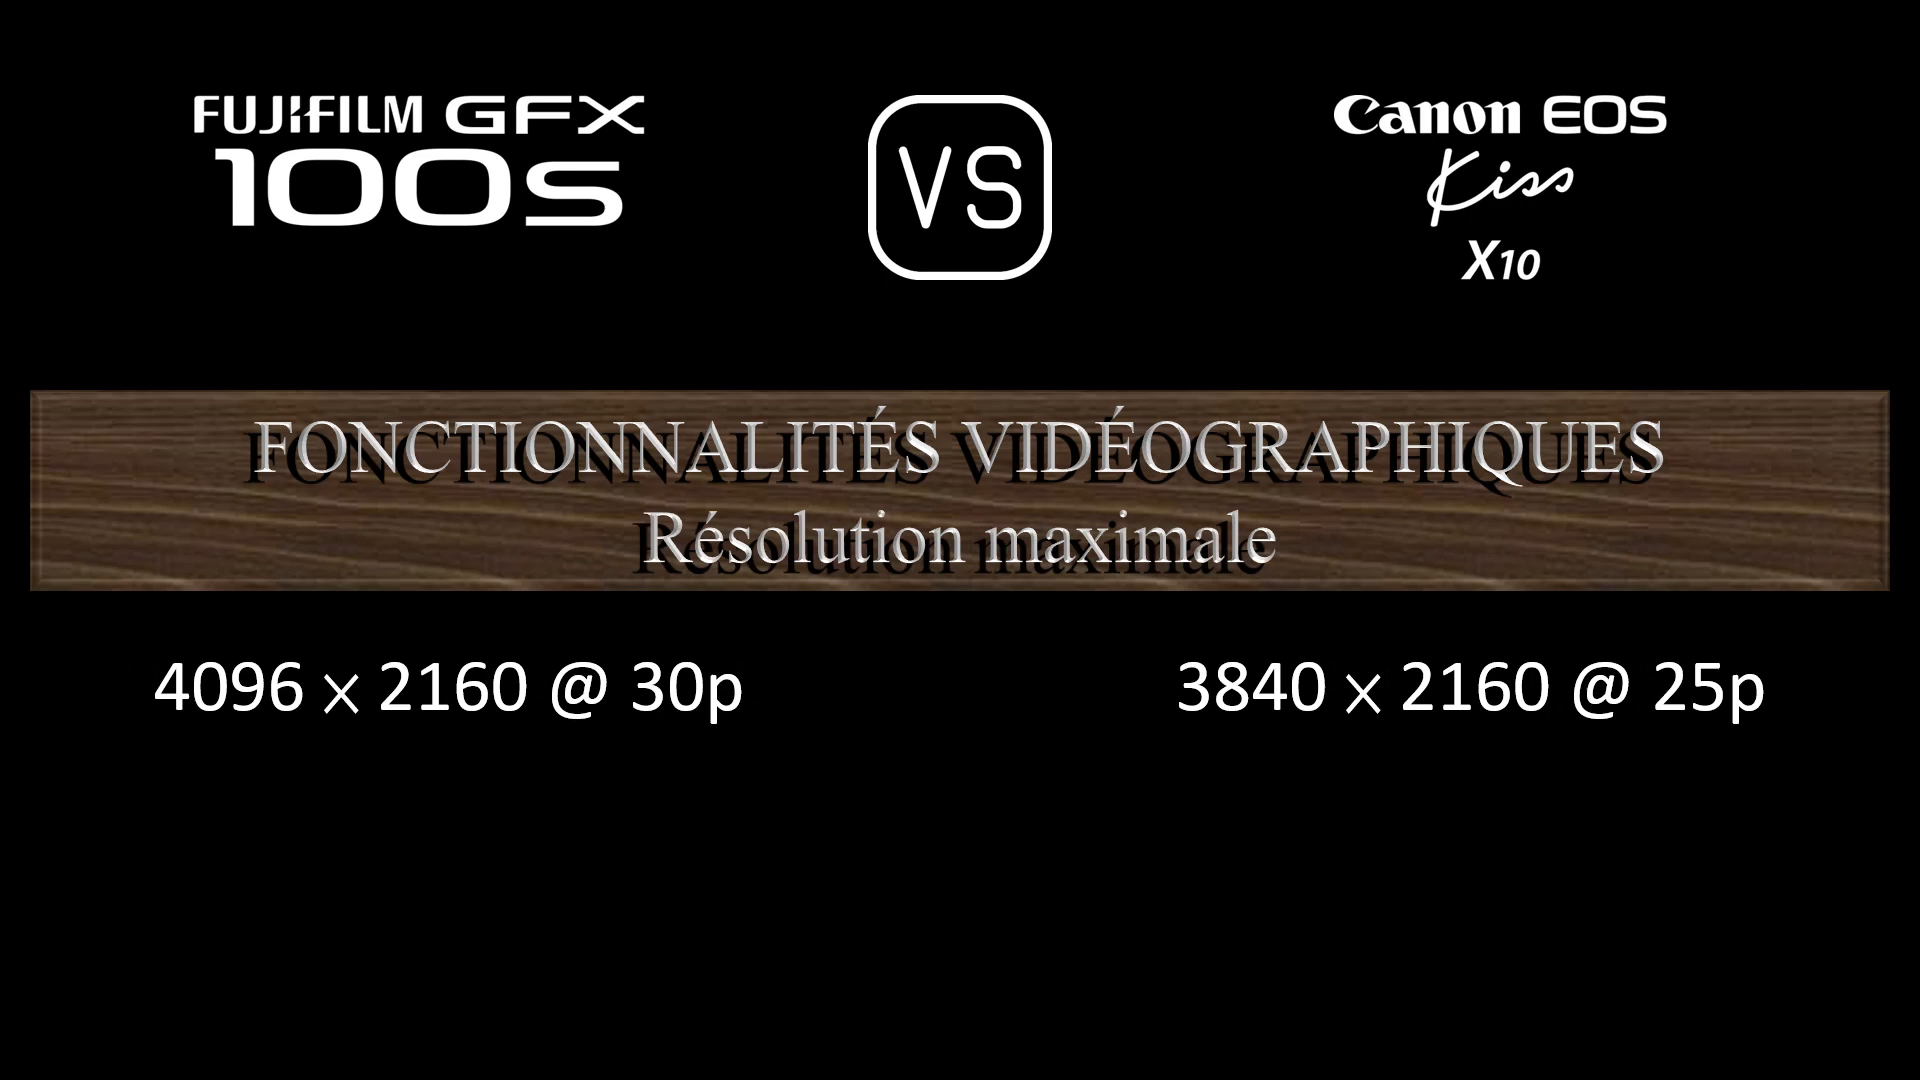 FUJIFILM GFX
100S
VS
Canon EOS
Kiss
X10
FONCTIONNALITÉS VIDÉOGRAPHIQUES
Résolution maximale
4096 x 2160 @ 30p
3840 x 2160 @ 25p